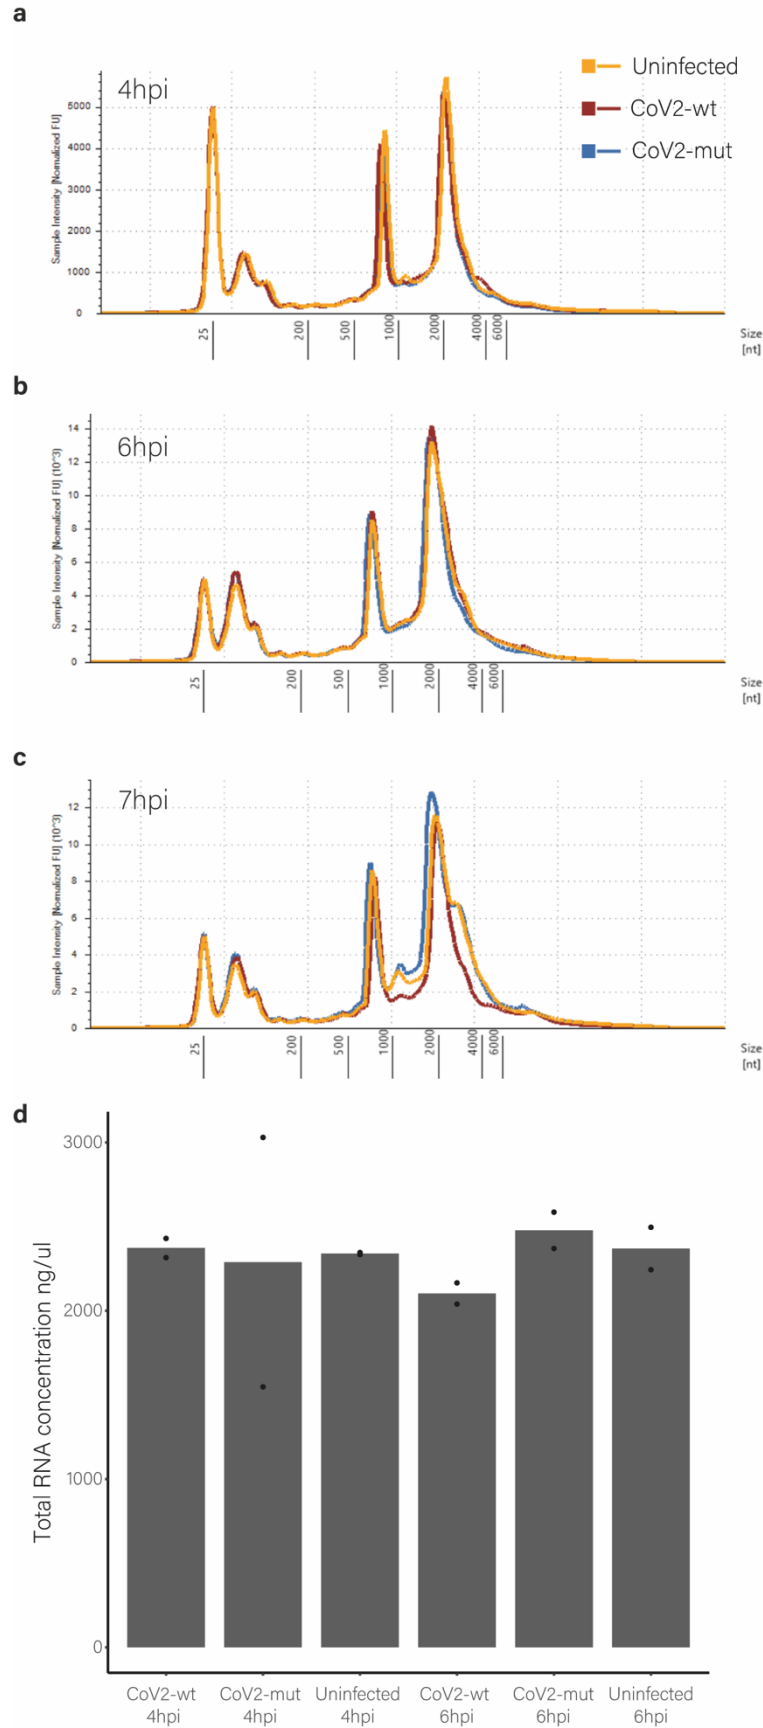 a
4hpi
Uninfected
CoV2-wt
CoV2-mut
Sample Intensity [Normalized FU]
5000
4000
3000
2000
1000
0
25
200
500
1000
2000
4000
6000
Size
[nt]
b
6hpi
Sample Intensity [Normalized FU] (10^3)
14
12
10
8
6
4
2
0
25
200
500
1000
2000
4000
6000
Size
[nt]
c
7hpi
Sample Intensity [Normalized FU] (10^3)
12
10
8
6
4
2
0
25
200
500
1000
2000
4000
6000
Size
[nt]
d
Total RNA concentration ng/ul
3000
2000
1000
0
CoV2-wt CoV2-mut Uninfected CoV2-wt CoV2-mut Uninfected
4hpi 4hpi 4hpi 6hpi 6hpi 6hpi